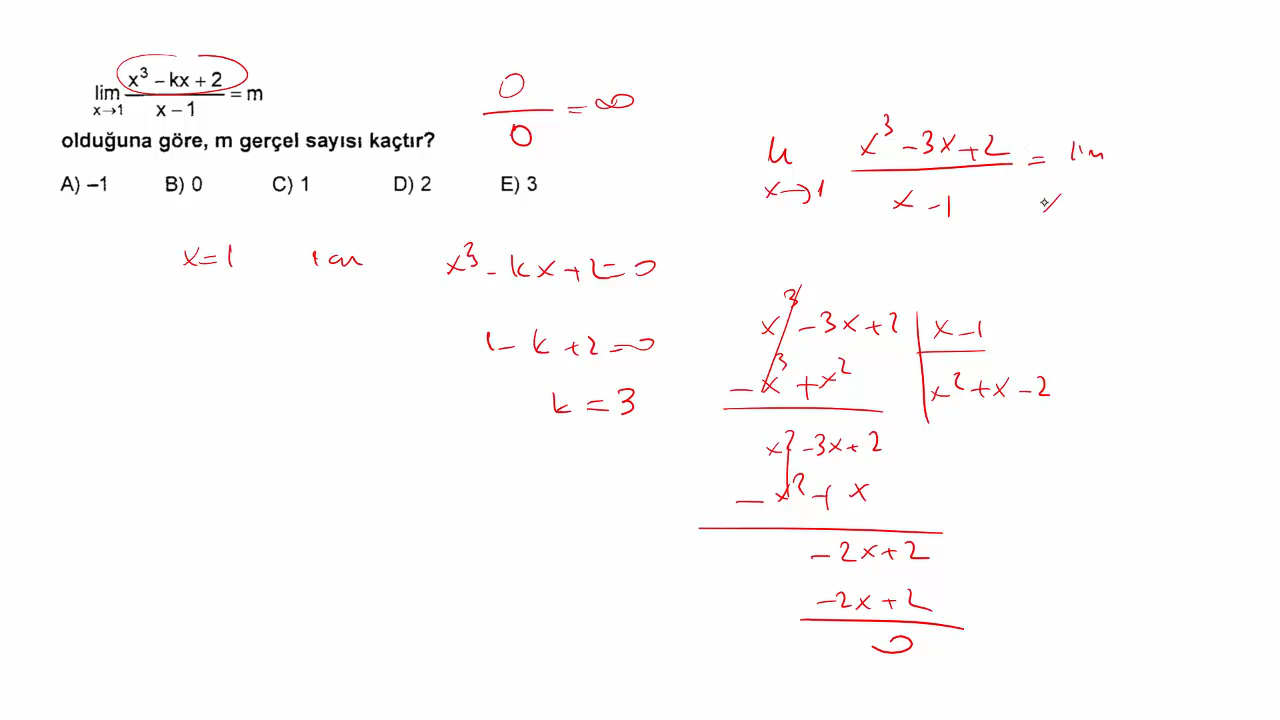 lim x→1 (x³ – kx + 2)/(x – 1) = m
olduğuna göre, m gerçel sayısı kaçtır?
A) –1 B) 0 C) 1 D) 2 E) 3
0/0 = ∞
x→1 (x³ – 3x + 2)/(x – 1) = lim
x = 1
x³ – kx + 2 = 0
1 – k + 2 = 0
k = 3
x³ – 3x + 2 | x – 1
– x³ + x² | x² + x – 2
x² – 3x + 2
– x² + x
– 2x + 2
– 2x + 2
0